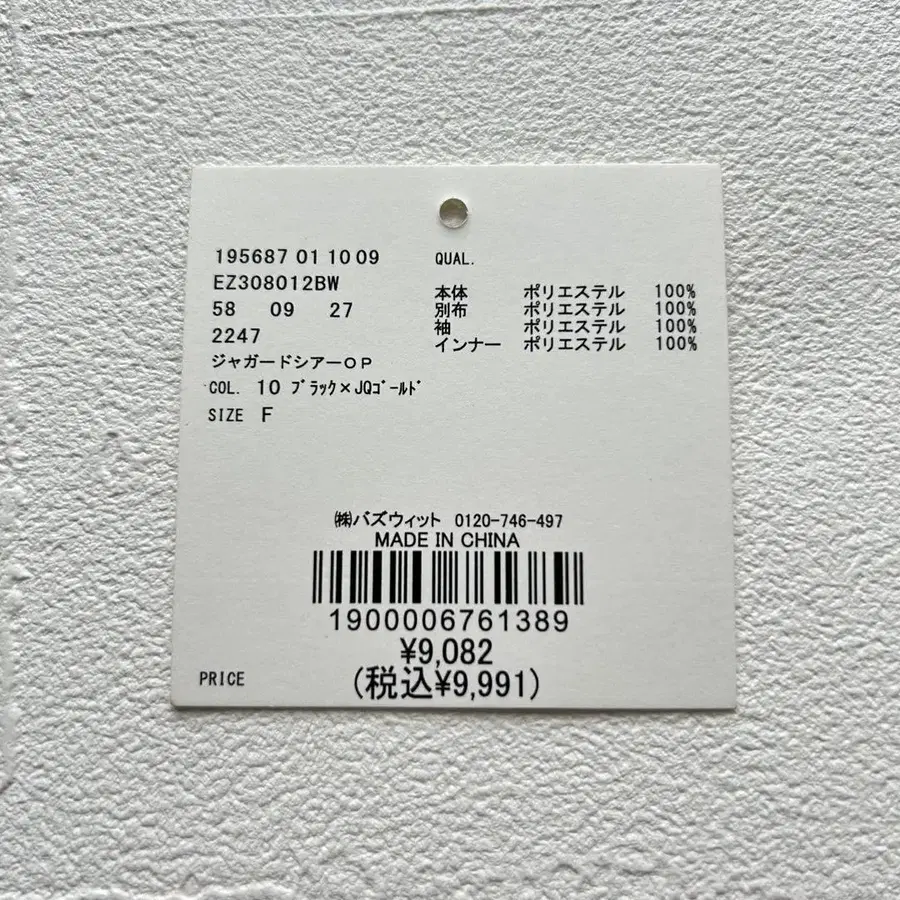 195687 01 10 09
EZ308012BW
58 09 27
2247
ジャガードシアーOP
COL. 10 ﾌﾞﾗｯｸ×JQｺﾞｰﾙﾄﾞ
SIZE F
QUAL.
本体 ポリエステル 100%
別布 ポリエステル 100%
袖 ポリエステル 100%
インナー ポリエステル 100%
㈱バズウィット 0120-746-497
MADE IN CHINA
1900006761389
¥9,082
PRICE (税込¥9,991)